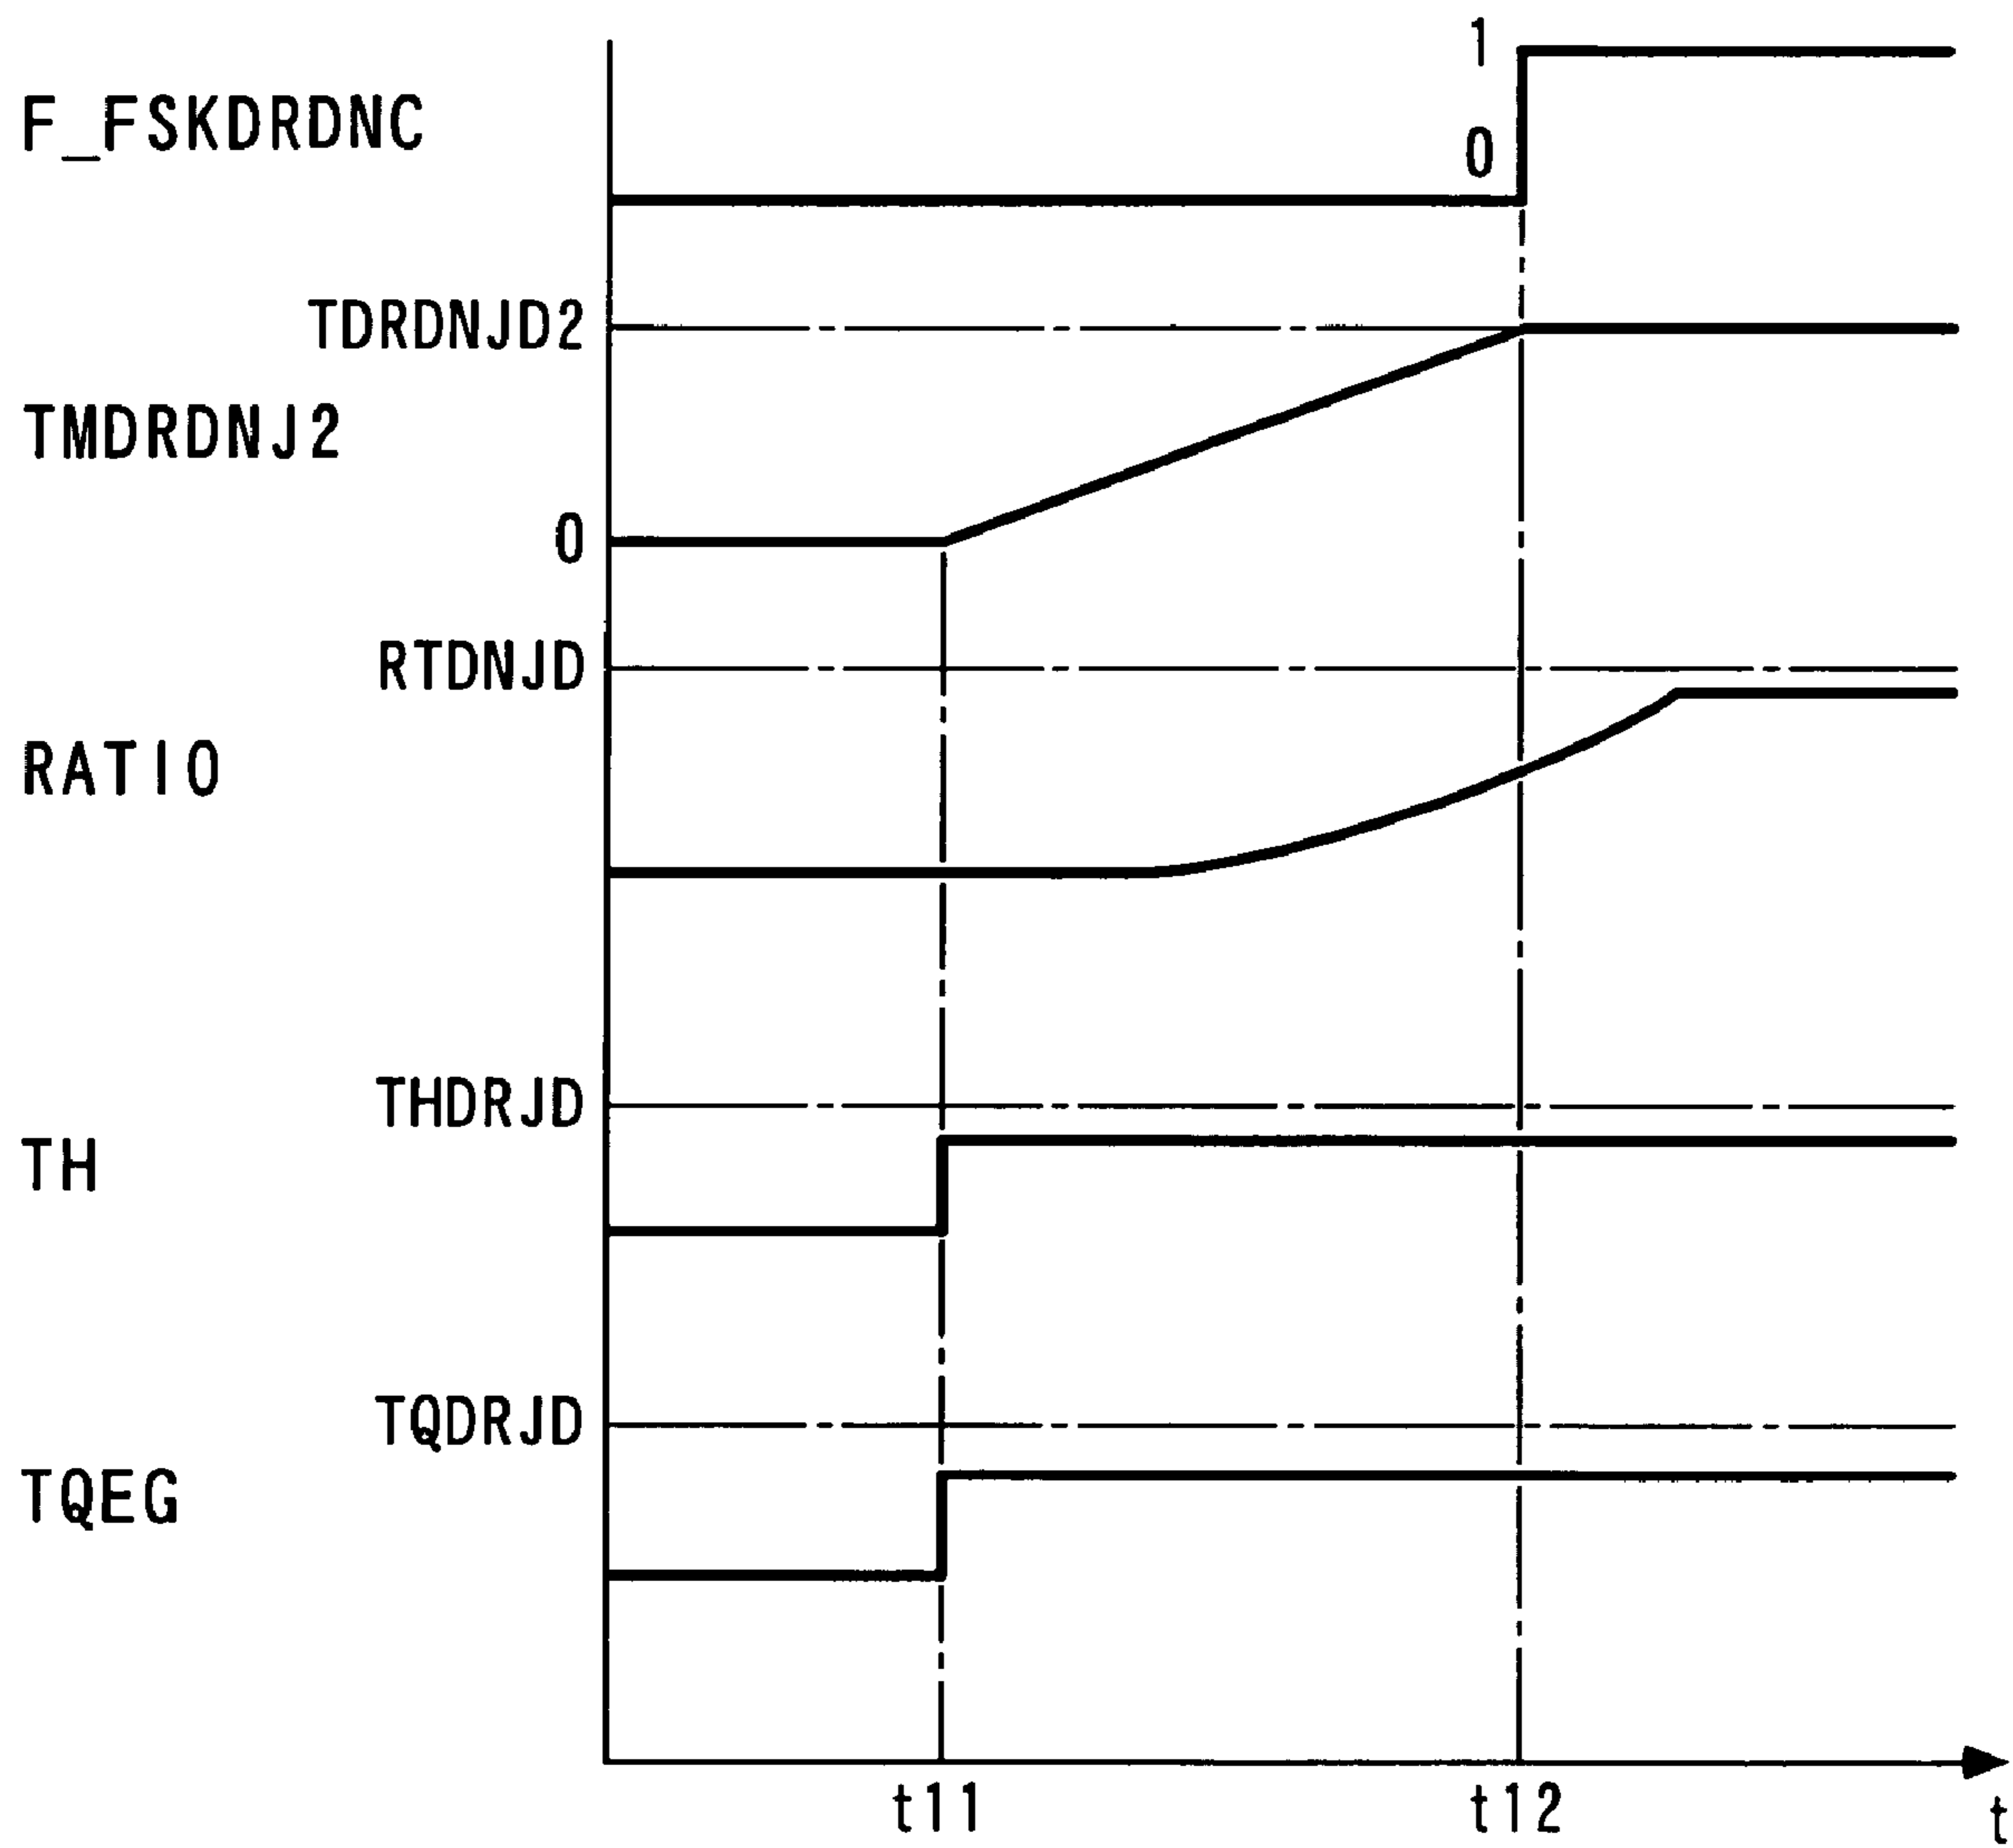 1
F_FSKDRDNC
0
TDRDNJD2
TMDRDNJ2
0
RTDNJD
RATIO
THDRJD
TH
TQDRJD
TQEG
t11
t12
t